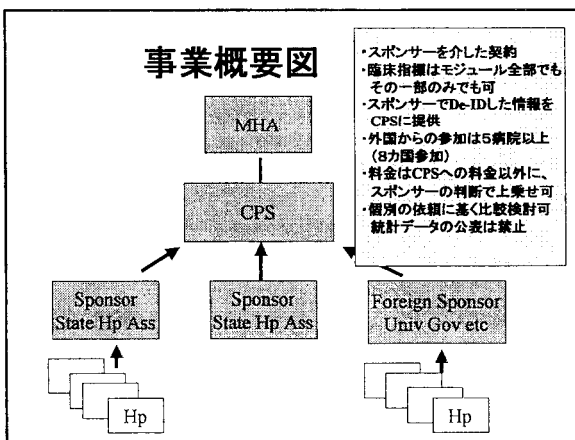 事業概要図
・スポンサーを介した契約
・臨床指標はモジュール全部でも
その一部のみでも可
・スポンサーでDe-IDした情報を
CPSに提供
・外国からの参加は5病院以上
(8カ国参加)
・料金はCPSへの料金以外に、
スポンサーの判断で上乗せ可
・個別の依頼に基く比較検討可
統計データの公表は禁止
MHA
CPS
Sponsor
State Hp Ass
Sponsor
State Hp Ass
Foreign Sponsor
Univ Gov etc
Hp
Hp